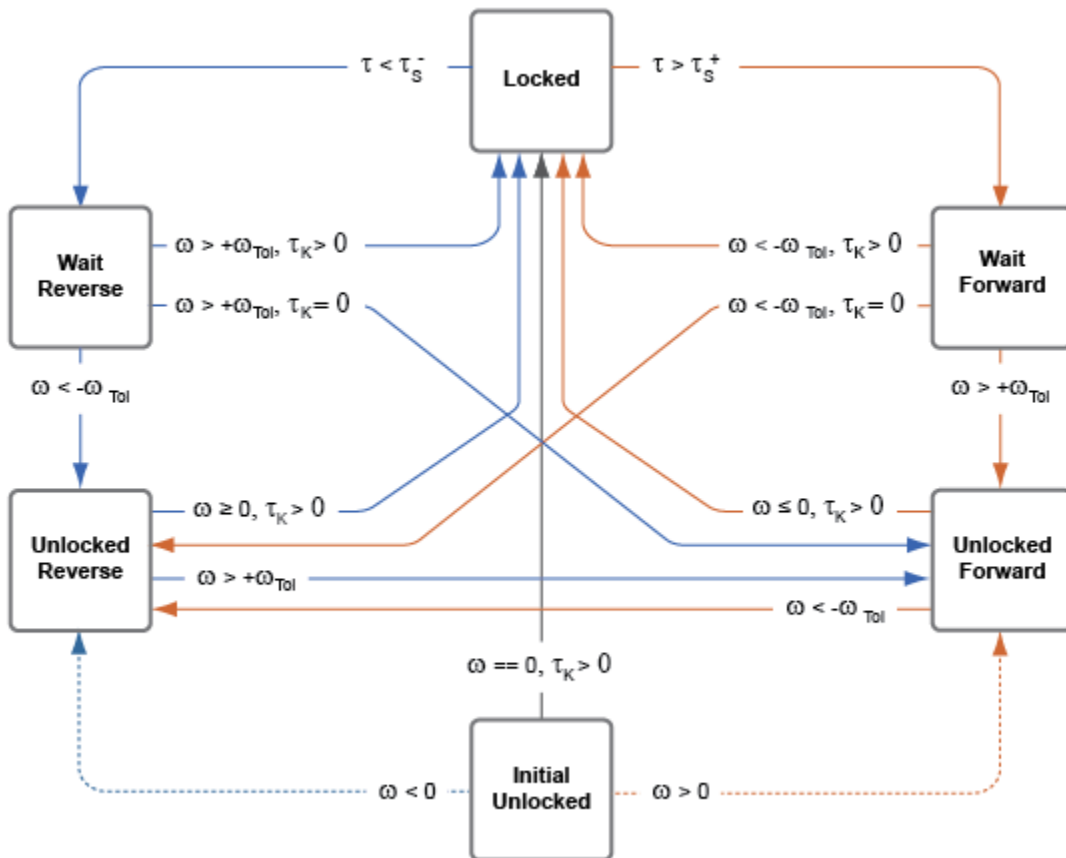 τ < τS-
Locked
τ > τS+
Wait
Reverse
ω > +ωTol, τK > 0
ω < -ωTol, τK > 0
Wait
Forward
ω > +ωTol, τK = 0
ω < -ωTol, τK = 0
ω < -ωTol
ω > +ωTol
Unlocked
Reverse
ω ≥ 0, τK > 0
ω ≤ 0, τK > 0
Unlocked
Forward
ω > +ωTol
ω < -ωTol
ω == 0, τK > 0
ω < 0
Initial
Unlocked
ω > 0